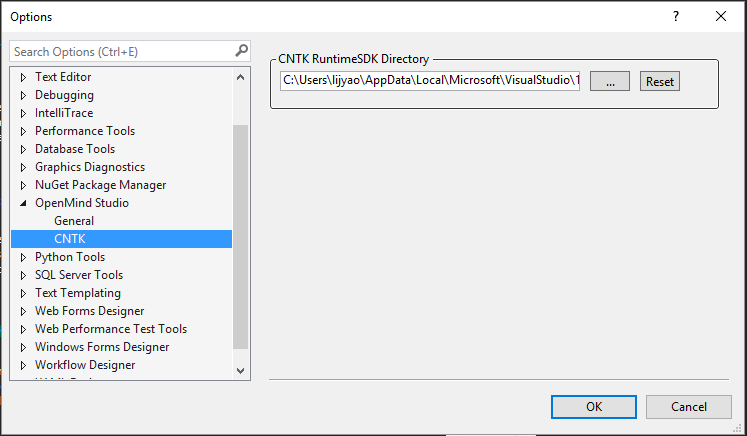 Options
?
Search Options (Ctrl+E)
Text Editor
Debugging
IntelliTrace
Performance Tools
Database Tools
Graphics Diagnostics
NuGet Package Manager
OpenMind Studio
General
CNTK
Python Tools
SQL Server Tools
Text Templating
Web Forms Designer
Web Performance Test Tools
Windows Forms Designer
Workflow Designer
CNTK RuntimeSDK Directory
C:\Users\lijyao\AppData\Local\Microsoft\VisualStudio\1
...
Reset
OK
Cancel